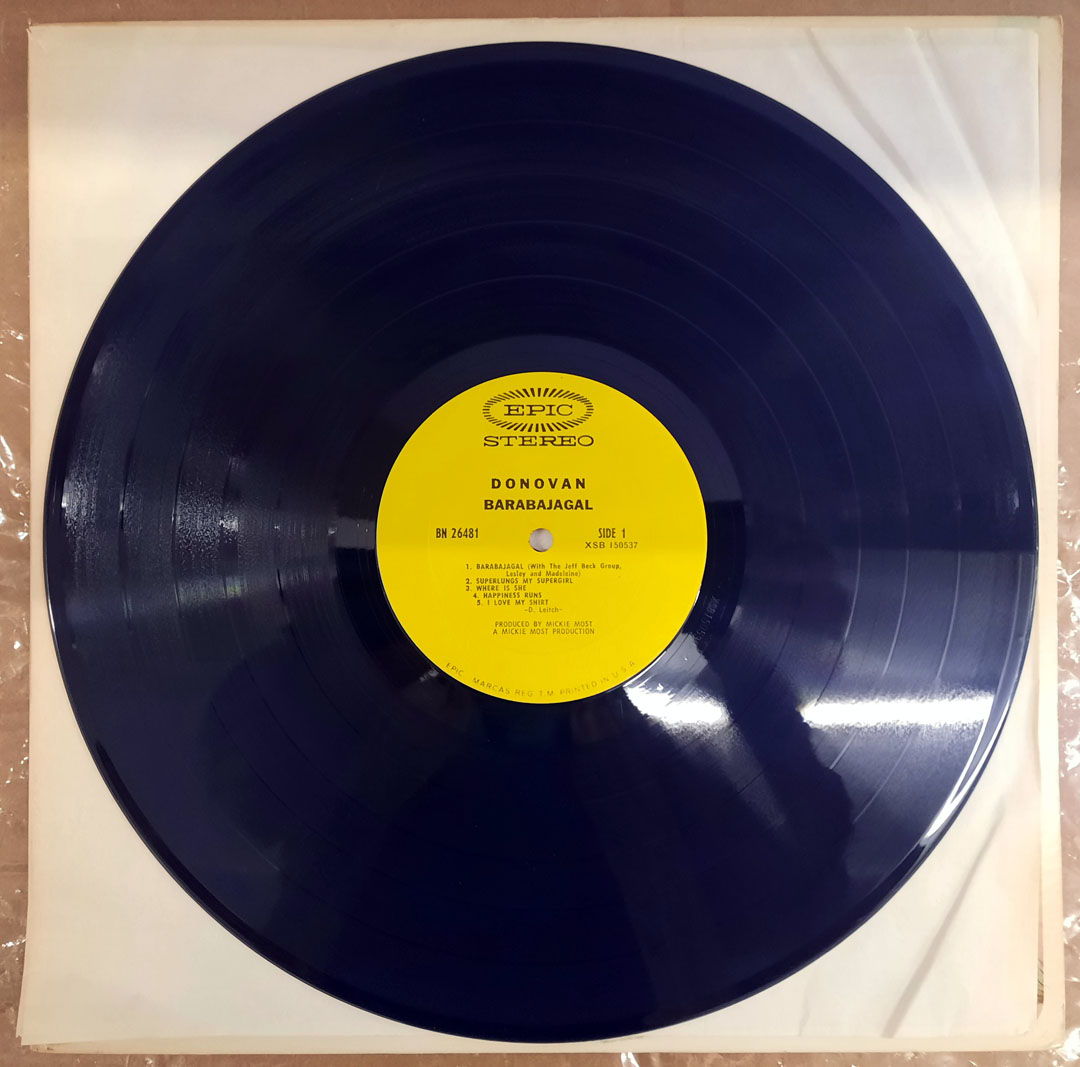 EPIC
STEREO
DONOVAN
BARABAJAGAL
BN 26481 SIDE 1
XSB 150537
1. BARABAJAGAL (With The Jeff Beck Group,
Lesley and Madeleine)
2. SUPERLUNGS MY SUPERGIRL
3. WHERE IS SHE
4. HAPPINESS RUNS
5. I LOVE MY SHIRT
-D. Leitch-
PRODUCED BY MICKIE MOST
A MICKIE MOST PRODUCTION
EPIC, MARCAS REG. T.M. PRINTED IN U.S.A.